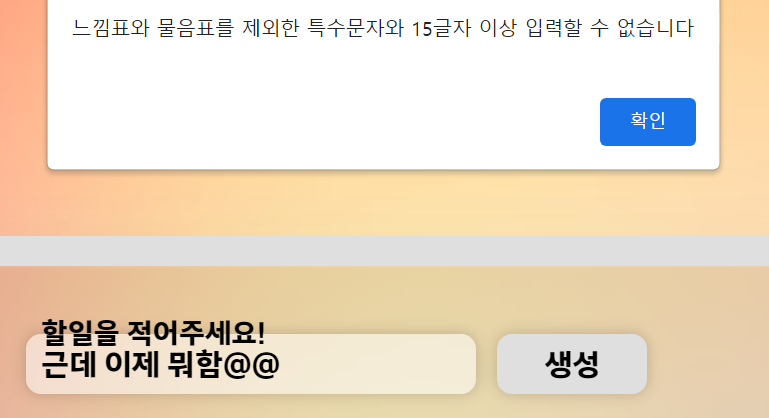 느낌표와 물음표를 제외한 특수문자와 15글자 이상 입력할 수 없습니다
확인
할일을 적어주세요!
근데 이제 뭐함@@
생성